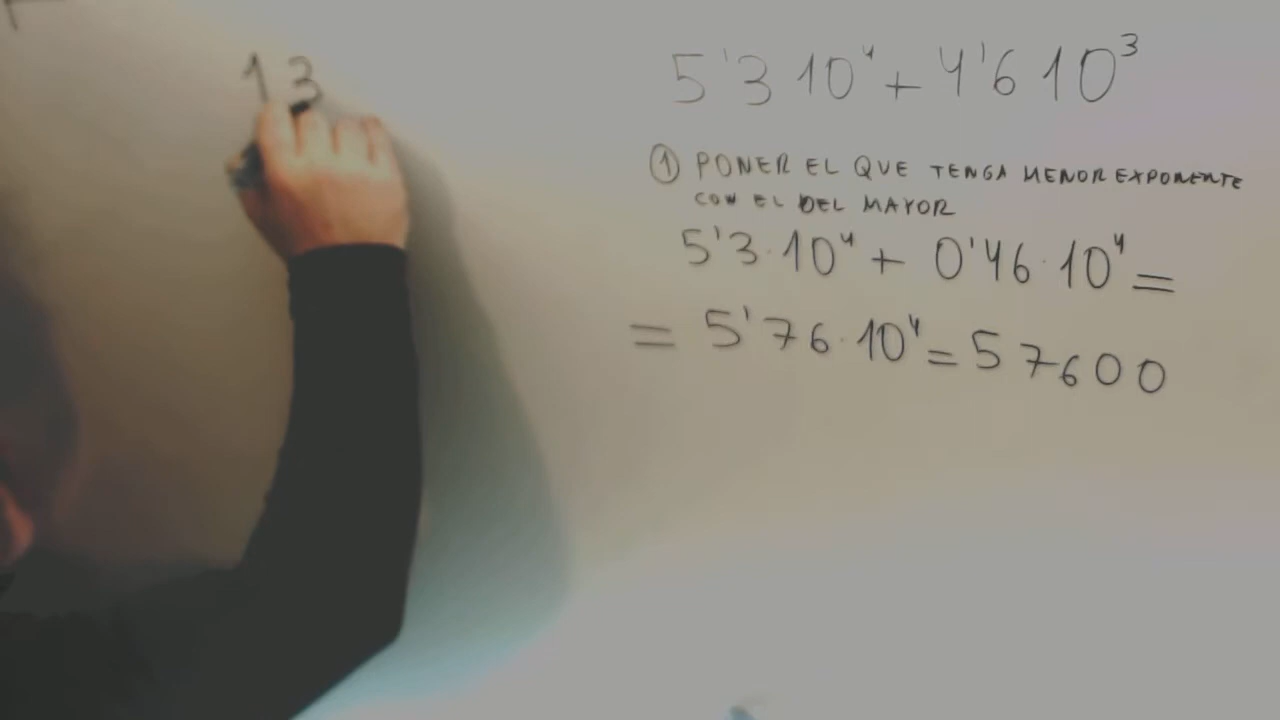 13
5'3 10⁴ + 4'6 10³
① PONER EL QUE TENGA MENOR EXPONENTE
CON EL DEL MAYOR
5'3·10⁴ + 0'46·10⁴ =
= 5'76·10⁴ = 57600